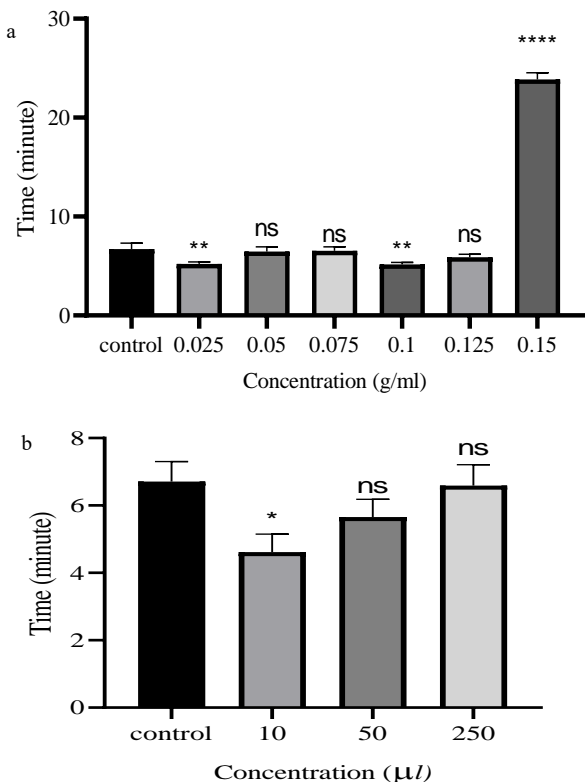 a
30
****
20
Time (minute)
10
**
ns
ns
**
ns
0
control 0.025 0.05 0.075 0.1 0.125 0.15
Concentration (g/ml)
b
8
ns
ns
6
*
Time (minute)
4
2
0
control 10 50 250
Concentration (μl)